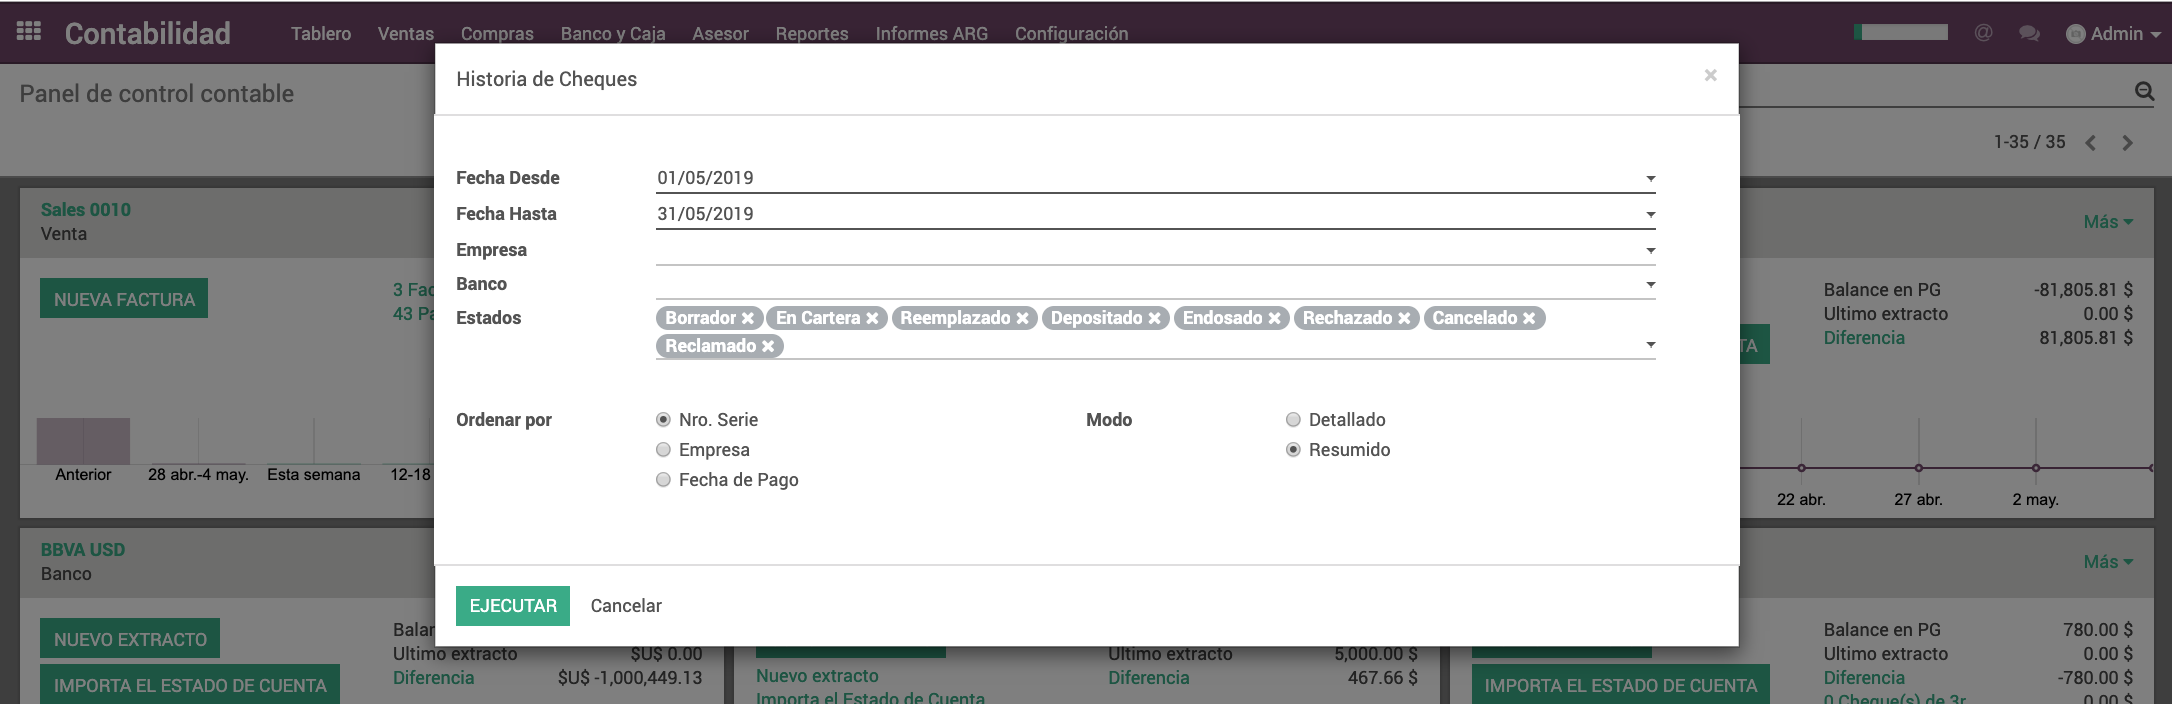 Contabilidad Tablero Ventas Compras Banco y Caja Asesor Reportes Informes ARG Configuración @ Admin
Panel de control contable
1-35 / 35
Historia de Cheques ×
Fecha Desde 01/05/2019
Fecha Hasta 31/05/2019
Empresa
Banco
Estados Borrador × En Cartera × Reemplazado × Depositado × Endosado × Rechazado × Cancelado ×
Reclamado ×
Ordenar por Nro. Serie
Empresa
Fecha de Pago
Modo Detallado
Resumido
EJECUTAR Cancelar
Sales 0010
Venta
NUEVA FACTURA
3 Fac
43 Pa
Anterior 28 abr.-4 may. Esta semana 12-18
Más
Balance en PG -81,805.81 $
Ultimo extracto 0.00 $
Diferencia 81,805.81 $
TA
22 abr. 27 abr. 2 may.
BBVA USD
Banco
NUEVO EXTRACTO
IMPORTA EL ESTADO DE CUENTA
Balan
Ultimo extracto $U$ 0.00
Diferencia $U$ -1,000,449.13
Nuevo extracto
Importa el Estado de Cuenta
Ultimo extracto 5,000.00 $
Diferencia 467.66 $
Más
IMPORTA EL ESTADO DE CUENTA
Balance en PG 780.00 $
Ultimo extracto 0.00 $
Diferencia -780.00 $
0 Cheque(s) de 3r 0.00 $